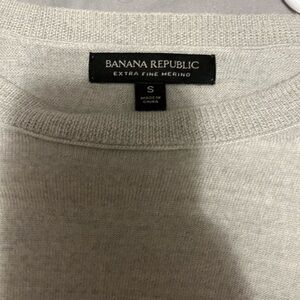 BANANA REPUBLIC
EXTRA FINE MERINO
S
MADE IN
CHINA